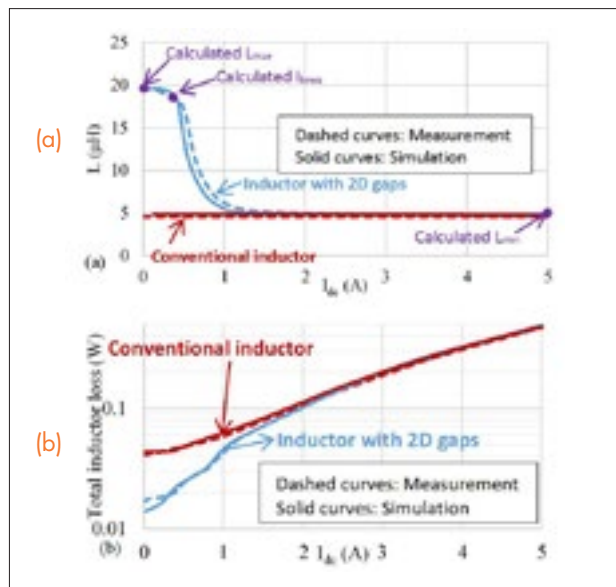 25
20
15
10
5
0
L (µH)
(a)
(a)
Calculated Lmax
Calculated
Dashed curves: Measurement
Solid curves: Simulation
Inductor with 2D gaps
Calculated Lmin
Conventional inductor
0 1 2 3 4 5
Idc (A)
Total inductor loss (W)
(b)
0.1
0.01
Conventional inductor
Inductor with 2D gaps
Dashed curves: Measurement
Solid curves: Simulation
0 1 2 3 4 5
(b)
Idc (A)